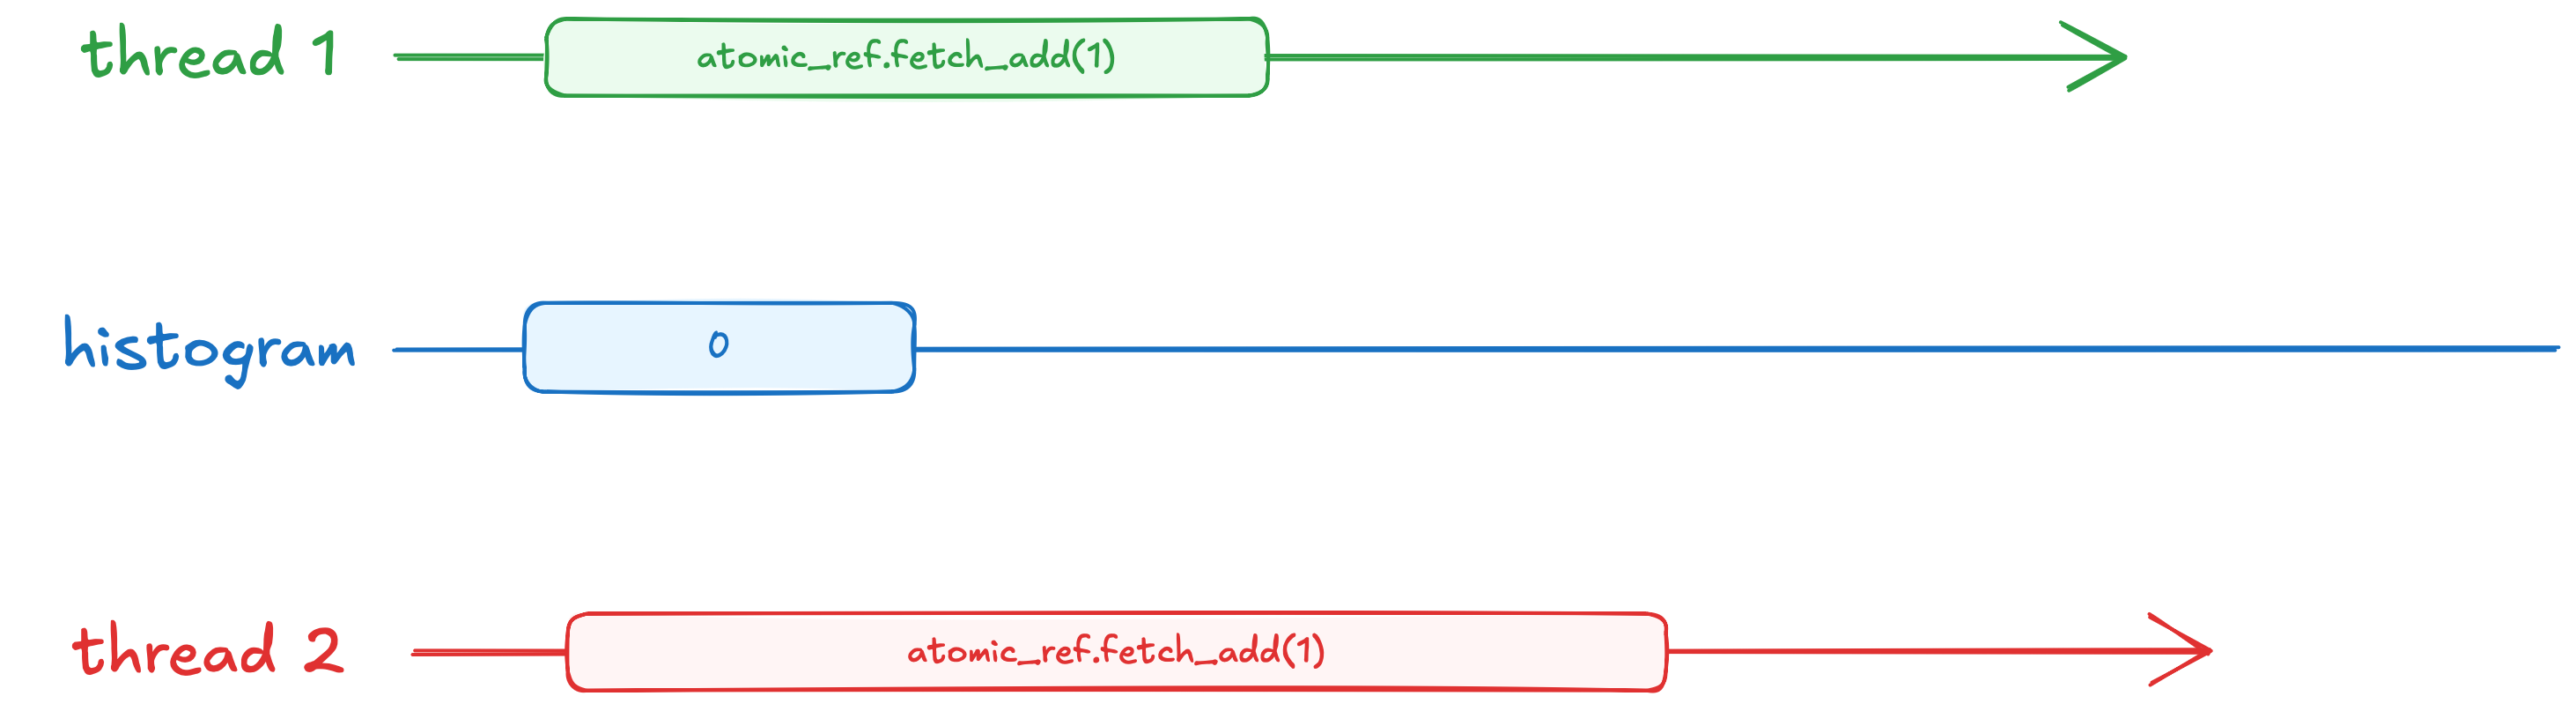 thread 1
atomic_ref.fetch_add(1)
histogram
0
thread 2
atomic_ref.fetch_add(1)